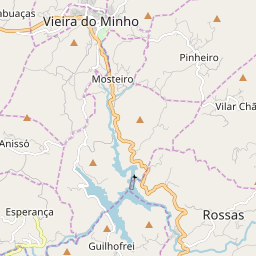 abuaças
Vieira do Minho
Mosteiro
Pinheiro
Vilar Chã
Anissó
Esperança
Rossas
Guilhofrei